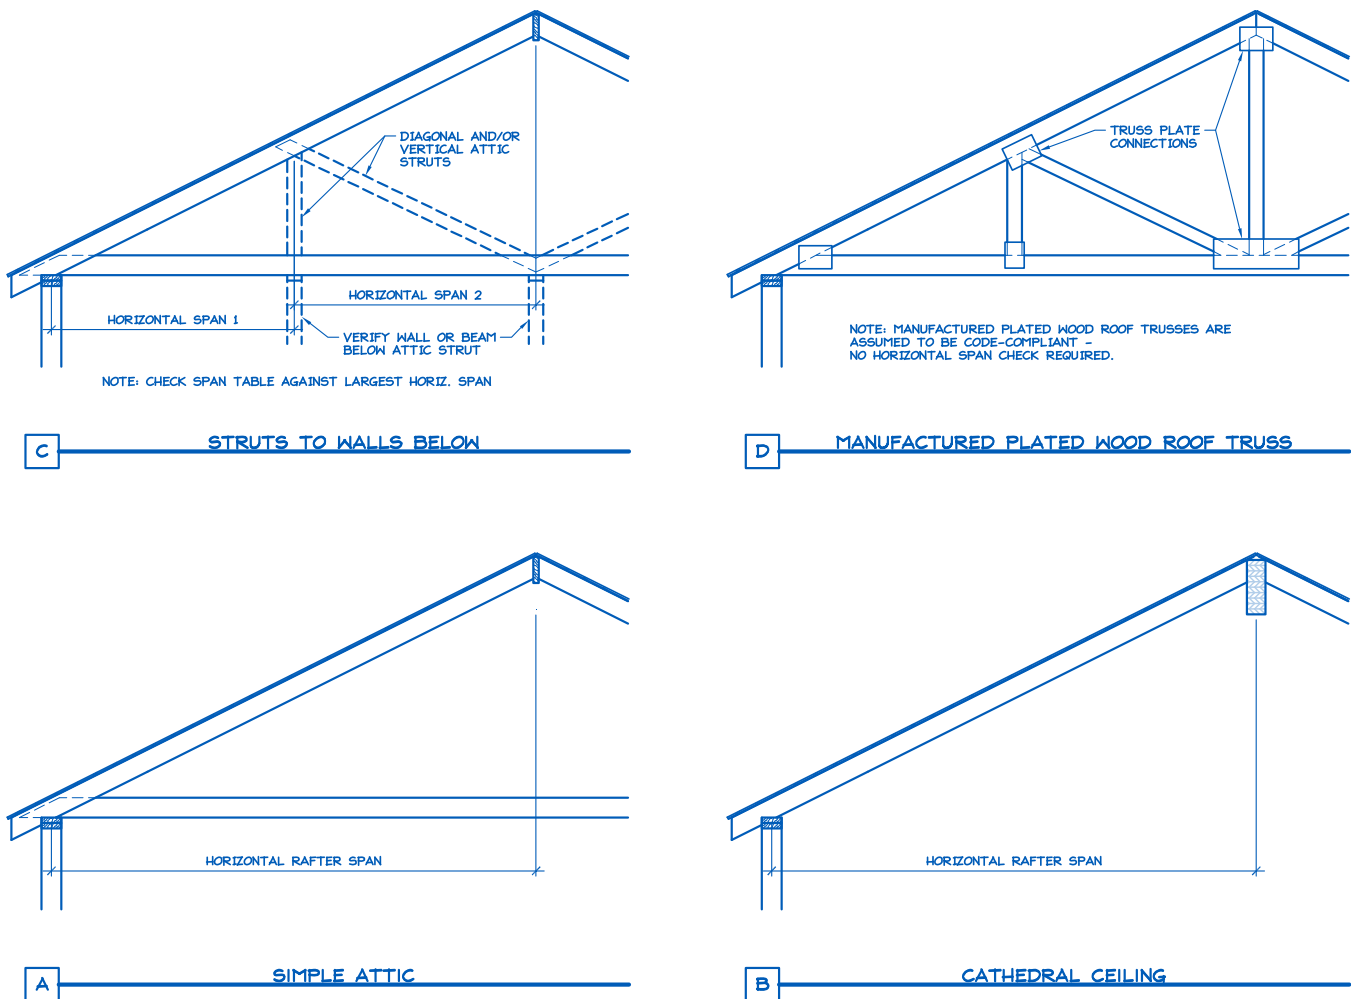 DIAGONAL AND/OR
VERTICAL ATTIC
STRUTS
HORIZONTAL SPAN 2
HORIZONTAL SPAN 1
VERIFY WALL OR BEAM
BELOW ATTIC STRUT
NOTE: CHECK SPAN TABLE AGAINST LARGEST HORIZ. SPAN
C
STRUTS TO WALLS BELOW
TRUSS PLATE
CONNECTIONS
NOTE: MANUFACTURED PLATED WOOD ROOF TRUSSES ARE
ASSUMED TO BE CODE-COMPLIANT -
NO HORIZONTAL SPAN CHECK REQUIRED.
D
MANUFACTURED PLATED WOOD ROOF TRUSS
HORIZONTAL RAFTER SPAN
A
SIMPLE ATTIC
HORIZONTAL RAFTER SPAN
B
CATHEDRAL CEILING